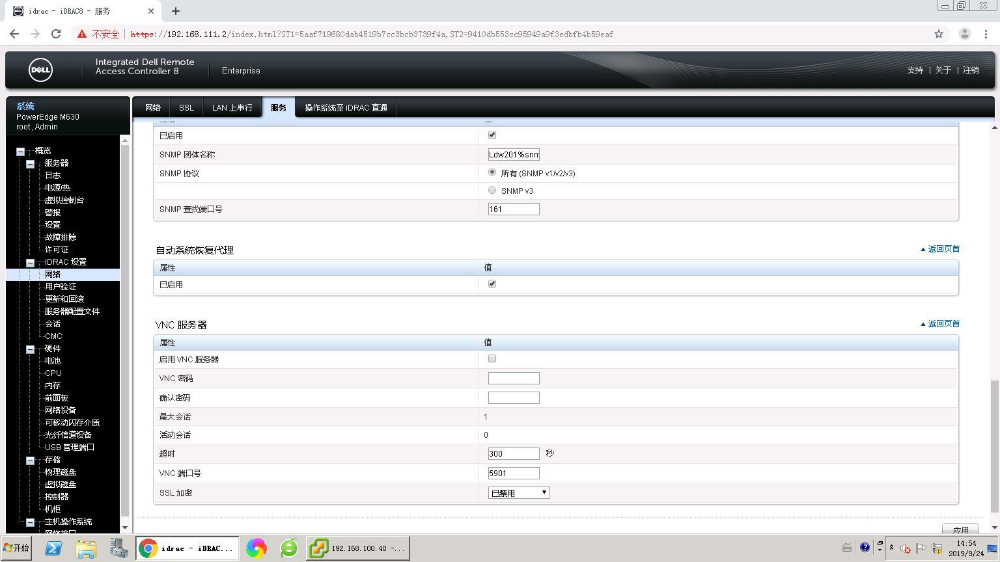 idrac - iDRAC8 - 服务
不安全
https://192.168.111.2/index.html?ST1=5aaf719680dab4519b7cc3bcb3739f4a,ST2=9410db553cc95949a9f3edbfb4b59eaf
DELL
Integrated Dell Remote
Access Controller 8
Enterprise
支持 | 关于 | 注销
系统
PowerEdge M630
root , Admin
网络
SSL
LAN 上串行
服务
操作系统至 iDRAC 直通
概览
服务器
日志
电源/热
虚拟控制台
警报
设置
故障排除
许可证
iDRAC 设置
网络
用户验证
更新和回滚
服务器配置文件
会话
CMC
硬件
电池
CPU
内存
前面板
网络设备
可移动闪存介质
光纤信道设备
USB 管理端口
存储
物理磁盘
虚拟磁盘
控制器
机柜
主机操作系统
网络接口
已启用
SNMP 团体名称
Ldw201%snm
SNMP 协议
所有 (SNMP v1/v2/v3)
SNMP v3
SNMP 查找端口号
161
自动系统恢复代理
返回页首
属性
值
已启用
VNC 服务器
返回页首
属性
值
启用 VNC 服务器
VNC 密码
确认密码
最大会话
1
活动会话
0
超时
300
秒
VNC 端口号
5901
SSL 加密
已禁用
应用
开始
idrac - iDRAC...
192.168.100.40 -...
14:54
2019/9/24